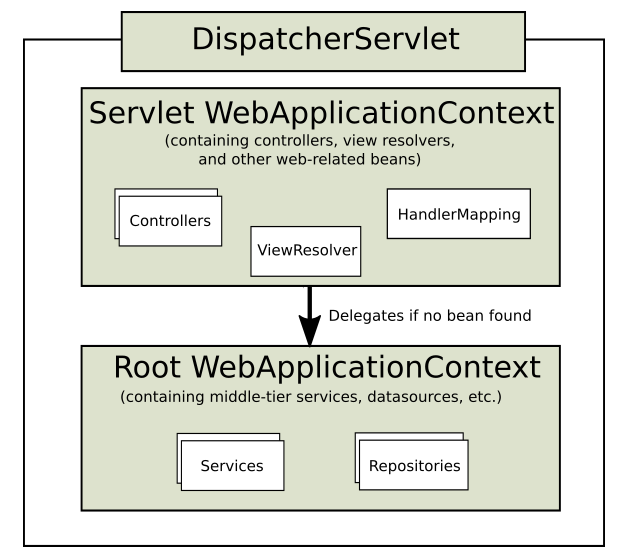 DispatcherServlet
Servlet WebApplicationContext
(containing controllers, view resolvers,
and other web-related beans)
Controllers
HandlerMapping
ViewResolver
Delegates if no bean found
Root WebApplicationContext
(containing middle-tier services, datasources, etc.)
Services
Repositories